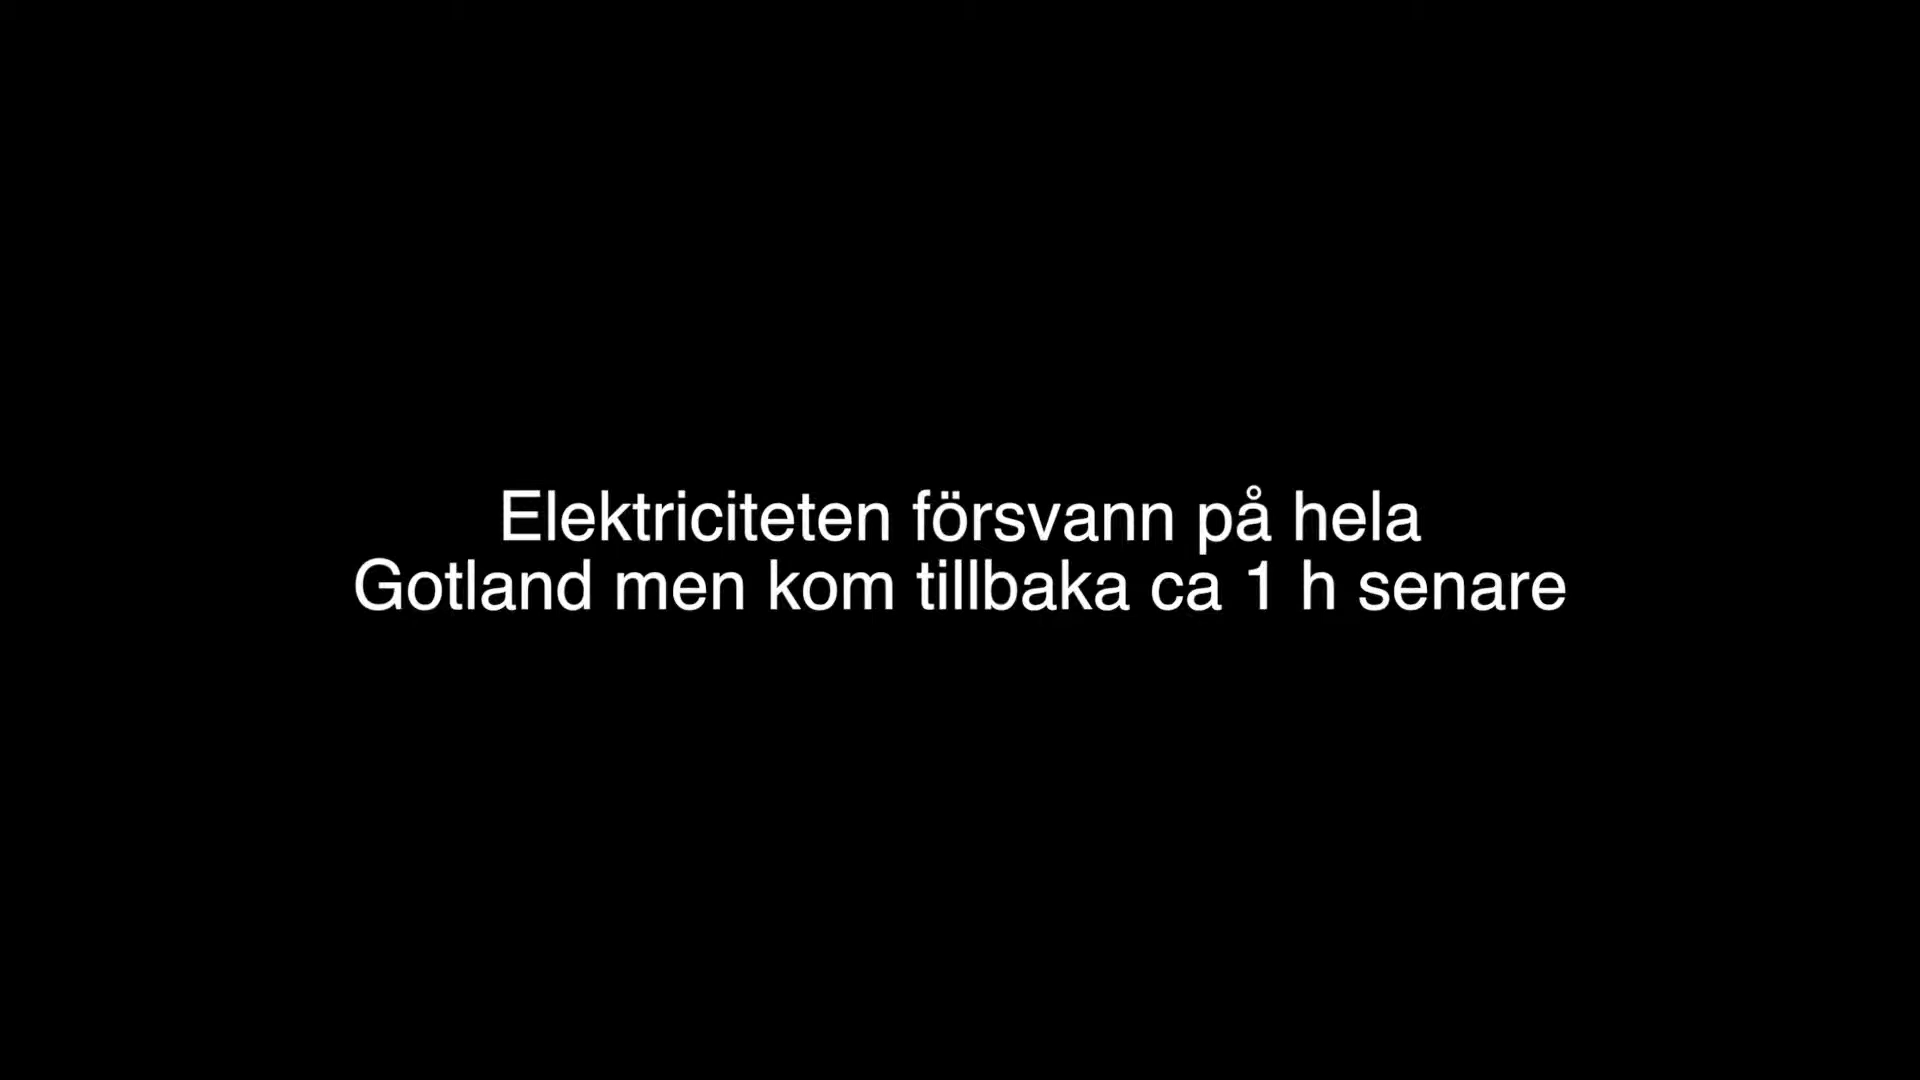 Elektriciteten försvann på hela
Gotland men kom tillbaka ca 1 h senare